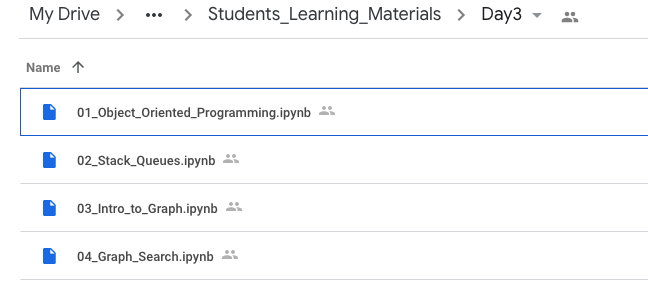 My Drive > ••• > Students_Learning_Materials > Day3
Name
01_Object_Oriented_Programming.ipynb
02_Stack_Queues.ipynb
03_Intro_to_Graph.ipynb
04_Graph_Search.ipynb